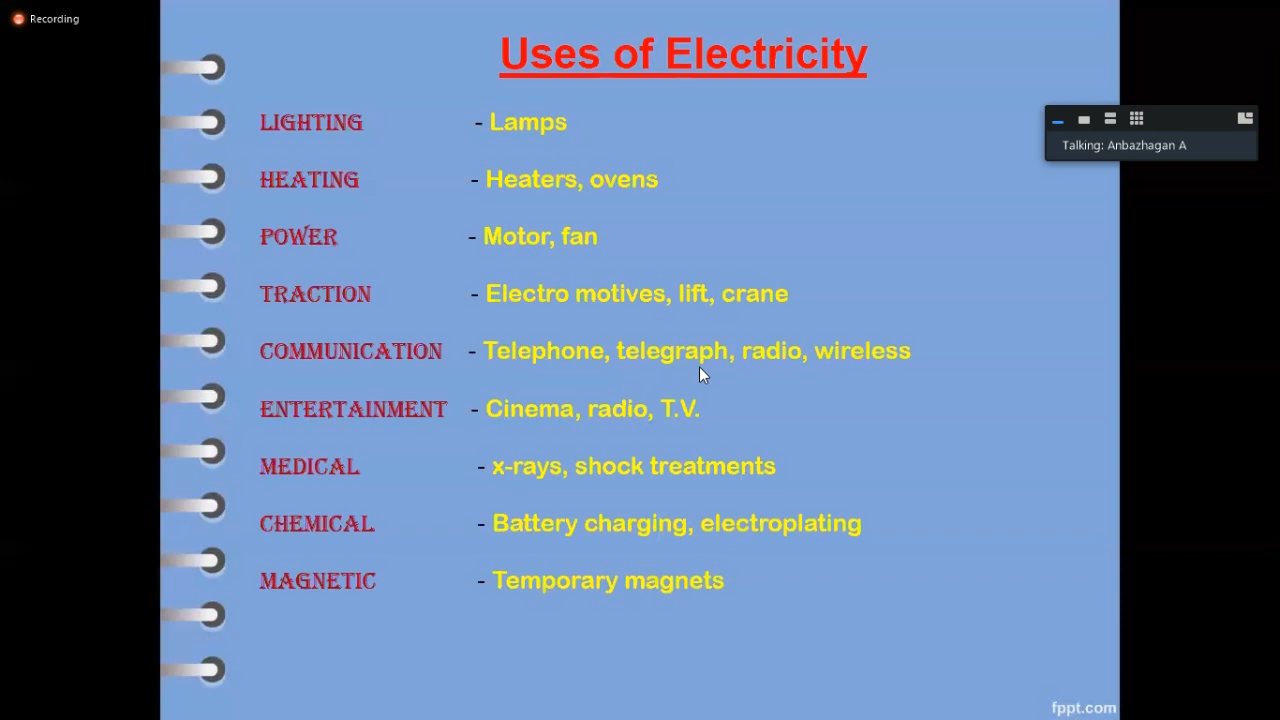 Recording
Uses of Electricity
LIGHTING - Lamps
Talking: Anbazhagan A
HEATING - Heaters, ovens
POWER - Motor, fan
TRACTION - Electro motives, lift, crane
COMMUNICATION - Telephone, telegraph, radio, wireless
ENTERTAINMENT - Cinema, radio, T.V.
MEDICAL - x-rays, shock treatments
CHEMICAL - Battery charging, electroplating
MAGNETIC - Temporary magnets
fppt.com